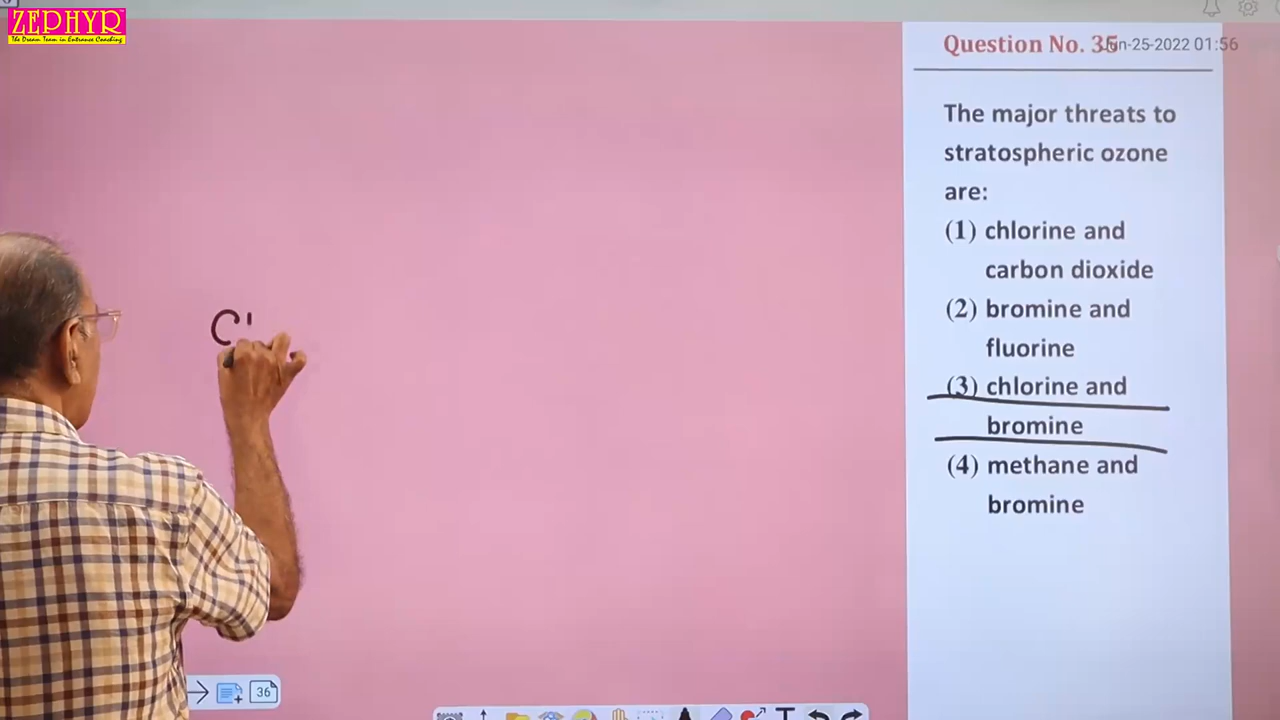 ZEPHYR
The Dream Team in Entrance Coaching
Question No. 35
Jun-25-2022 01:56
The major threats to
stratospheric ozone
are:
(1) chlorine and
carbon dioxide
(2) bromine and
fluorine
(3) chlorine and
bromine
(4) methane and
bromine
C
36
T